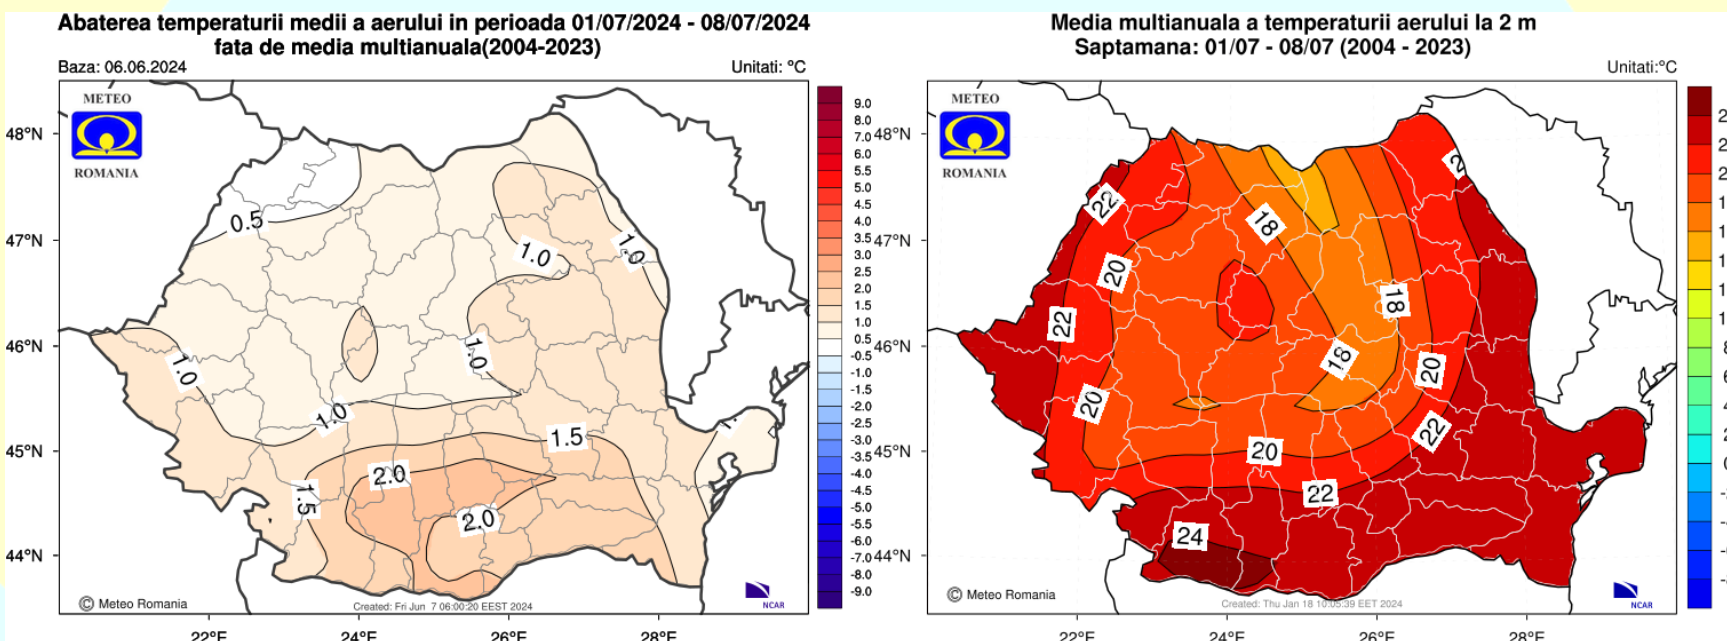 Abaterea temperaturii medii a aerului in perioada 01/07/2024 - 08/07/2024
fata de media multianuala(2004-2023)
Baza: 06.06.2024
Unitati: °C
METEO
ROMANIA
48°N
47°N
46°N
45°N
44°N
0.5
1.0
1.0
1.0
1.0
1.0
1.5
2.0
1.5
2.0
9.0
8.0
7.0
6.0
5.5
5.0
4.5
4.0
3.5
3.0
2.5
2.0
1.5
1.0
0.5
-0.5
-1.0
-1.5
-2.0
-2.5
-3.0
-3.5
-4.0
-4.5
-5.0
-5.5
-6.0
-7.0
-8.0
-9.0
© Meteo Romania
Created: Fri Jun 7 06:00:20 EEST 2024
NCAR
22°E
24°E
26°E
28°E
Media multianuala a temperaturii aerului la 2 m
Saptamana: 01/07 - 08/07 (2004 - 2023)
Unitati:°C
METEO
ROMANIA
48°N
47°N
46°N
45°N
44°N
22
18
20
18
22
18
20
20
22
20
22
24
© Meteo Romania
Created: Thu Jan 18 10:05:39 EET 2024
NCAR
22°E
24°E
26°E
28°E